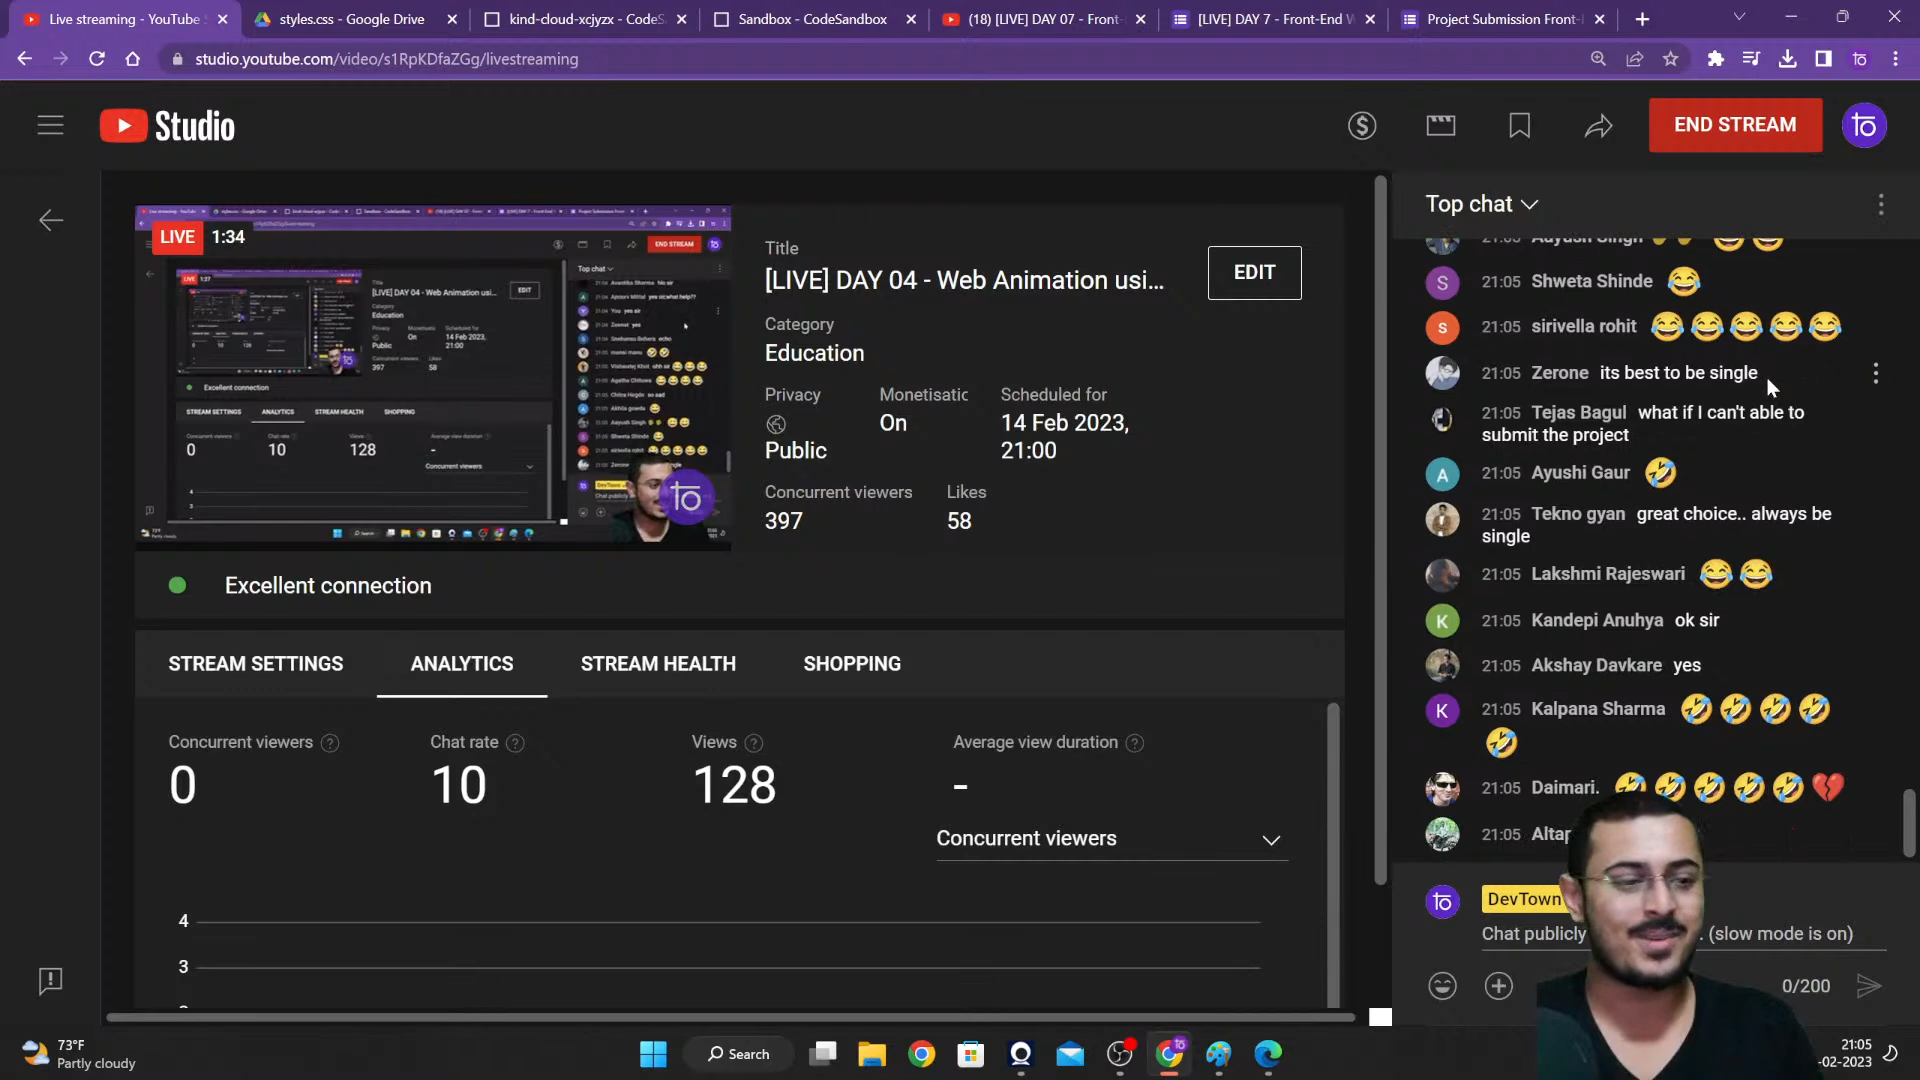 Live streaming - YouTube S
styles.css - Google Drive
kind-cloud-xcjyzx - CodeS
Sandbox - CodeSandbox
(18) [LIVE] DAY 07 - Front-
[LIVE] DAY 7 - Front-End W
Project Submission Front-
studio.youtube.com/video/s1RpKDfaZGg/livestreaming
Studio
END STREAM
LIVE 1:34
Title
[LIVE] DAY 04 - Web Animation usi...
EDIT
Category
Education
Privacy
Public
Monetisatic
On
Scheduled for
14 Feb 2023,
21:00
Concurrent viewers
397
Likes
58
Excellent connection
STREAM SETTINGS
ANALYTICS
STREAM HEALTH
SHOPPING
Concurrent viewers
0
Chat rate
10
Views
128
Average view duration
-
Concurrent viewers
4
3
Top chat
21:05 Aayush Singh
21:05 Shweta Shinde 😂
21:05 sirivella rohit 😂😂😂😂😂
21:05 Zerone its best to be single
21:05 Tejas Bagul what if I can't able to
submit the project
21:05 Ayushi Gaur 🤣
21:05 Tekno gyan great choice.. always be
single
21:05 Lakshmi Rajeswari 😂😂
21:05 Kandepi Anuhya ok sir
21:05 Akshay Davkare yes
21:05 Kalpana Sharma 🤣🤣🤣🤣
🤣
21:05 Daimari. 🤣🤣🤣🤣🤣💔
21:05 Altap
DevTown
Chat publicly . (slow mode is on)
0/200
73°F
Partly cloudy
Search
21:05
-02-2023